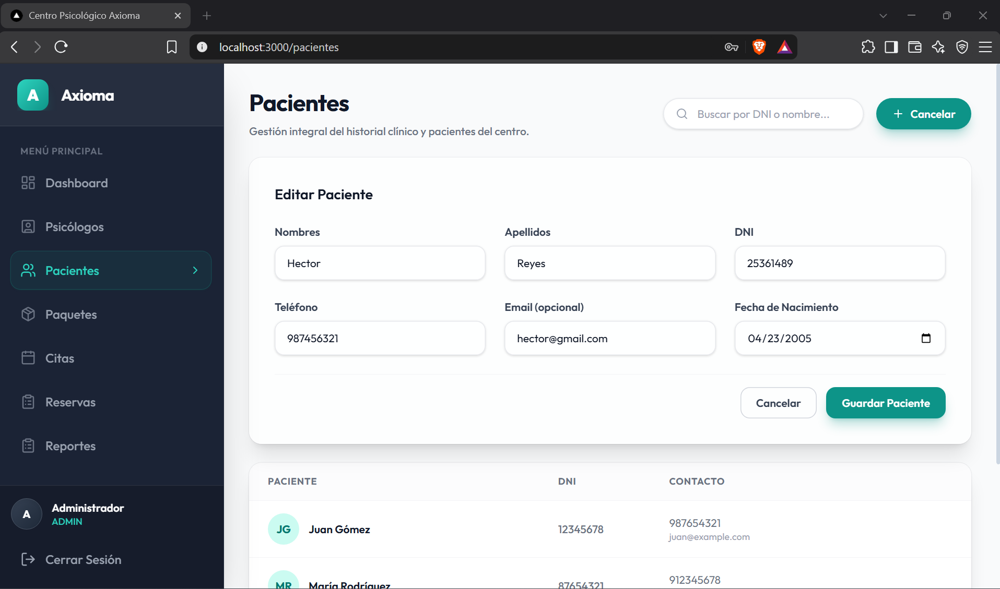 Centro Psicológico Axioma
localhost:3000/pacientes
A
Axioma
MENÚ PRINCIPAL
Dashboard
Psicólogos
Pacientes
Paquetes
Citas
Reservas
Reportes
A
Administrador
ADMIN
Cerrar Sesión
Pacientes
Gestión integral del historial clínico y pacientes del centro.
Buscar por DNI o nombre...
+ Cancelar
Editar Paciente
Nombres Apellidos DNI
Hector Reyes 25361489
Teléfono Email (opcional) Fecha de Nacimiento
987456321 hector@gmail.com 04/23/2005
Cancelar Guardar Paciente
PACIENTE DNI CONTACTO
JG Juan Gómez 12345678 987654321
juan@example.com
MR María Rodríguez 87654321 912345678